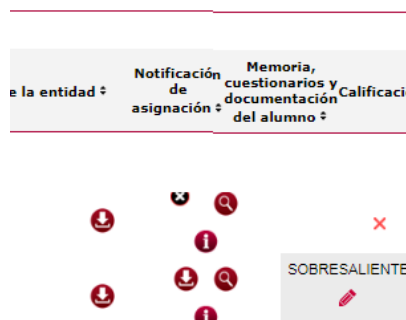 e la entidad
Notificación
de
asignación
Memoria,
cuestionarios y
documentación
del alumno
Calificaci
SOBRESALIENTE